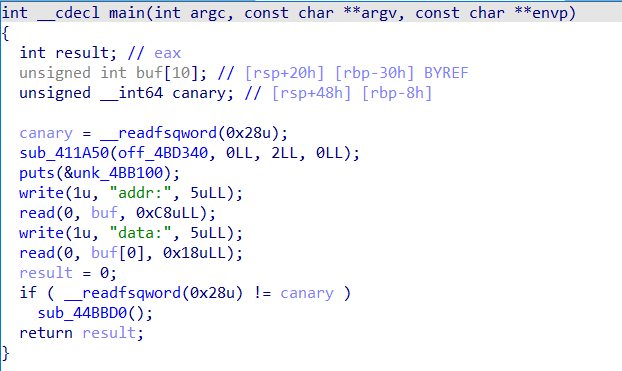 int __cdecl main(int argc, const char **argv, const char **envp)
{
  int result; // eax
  unsigned int buf[10]; // [rsp+20h] [rbp-30h] BYREF
  unsigned __int64 canary; // [rsp+48h] [rbp-8h]

  canary = __readfsqword(0x28u);
  sub_411A50(off_4BD340, 0LL, 2LL, 0LL);
  puts(&unk_4BB100);
  write(1u, "addr:", 5uLL);
  read(0, buf, 0xC8uLL);
  write(1u, "data:", 5uLL);
  read(0, buf[0], 0x18uLL);
  result = 0;
  if ( __readfsqword(0x28u) != canary )
    sub_44BBD0();
  return result;
}